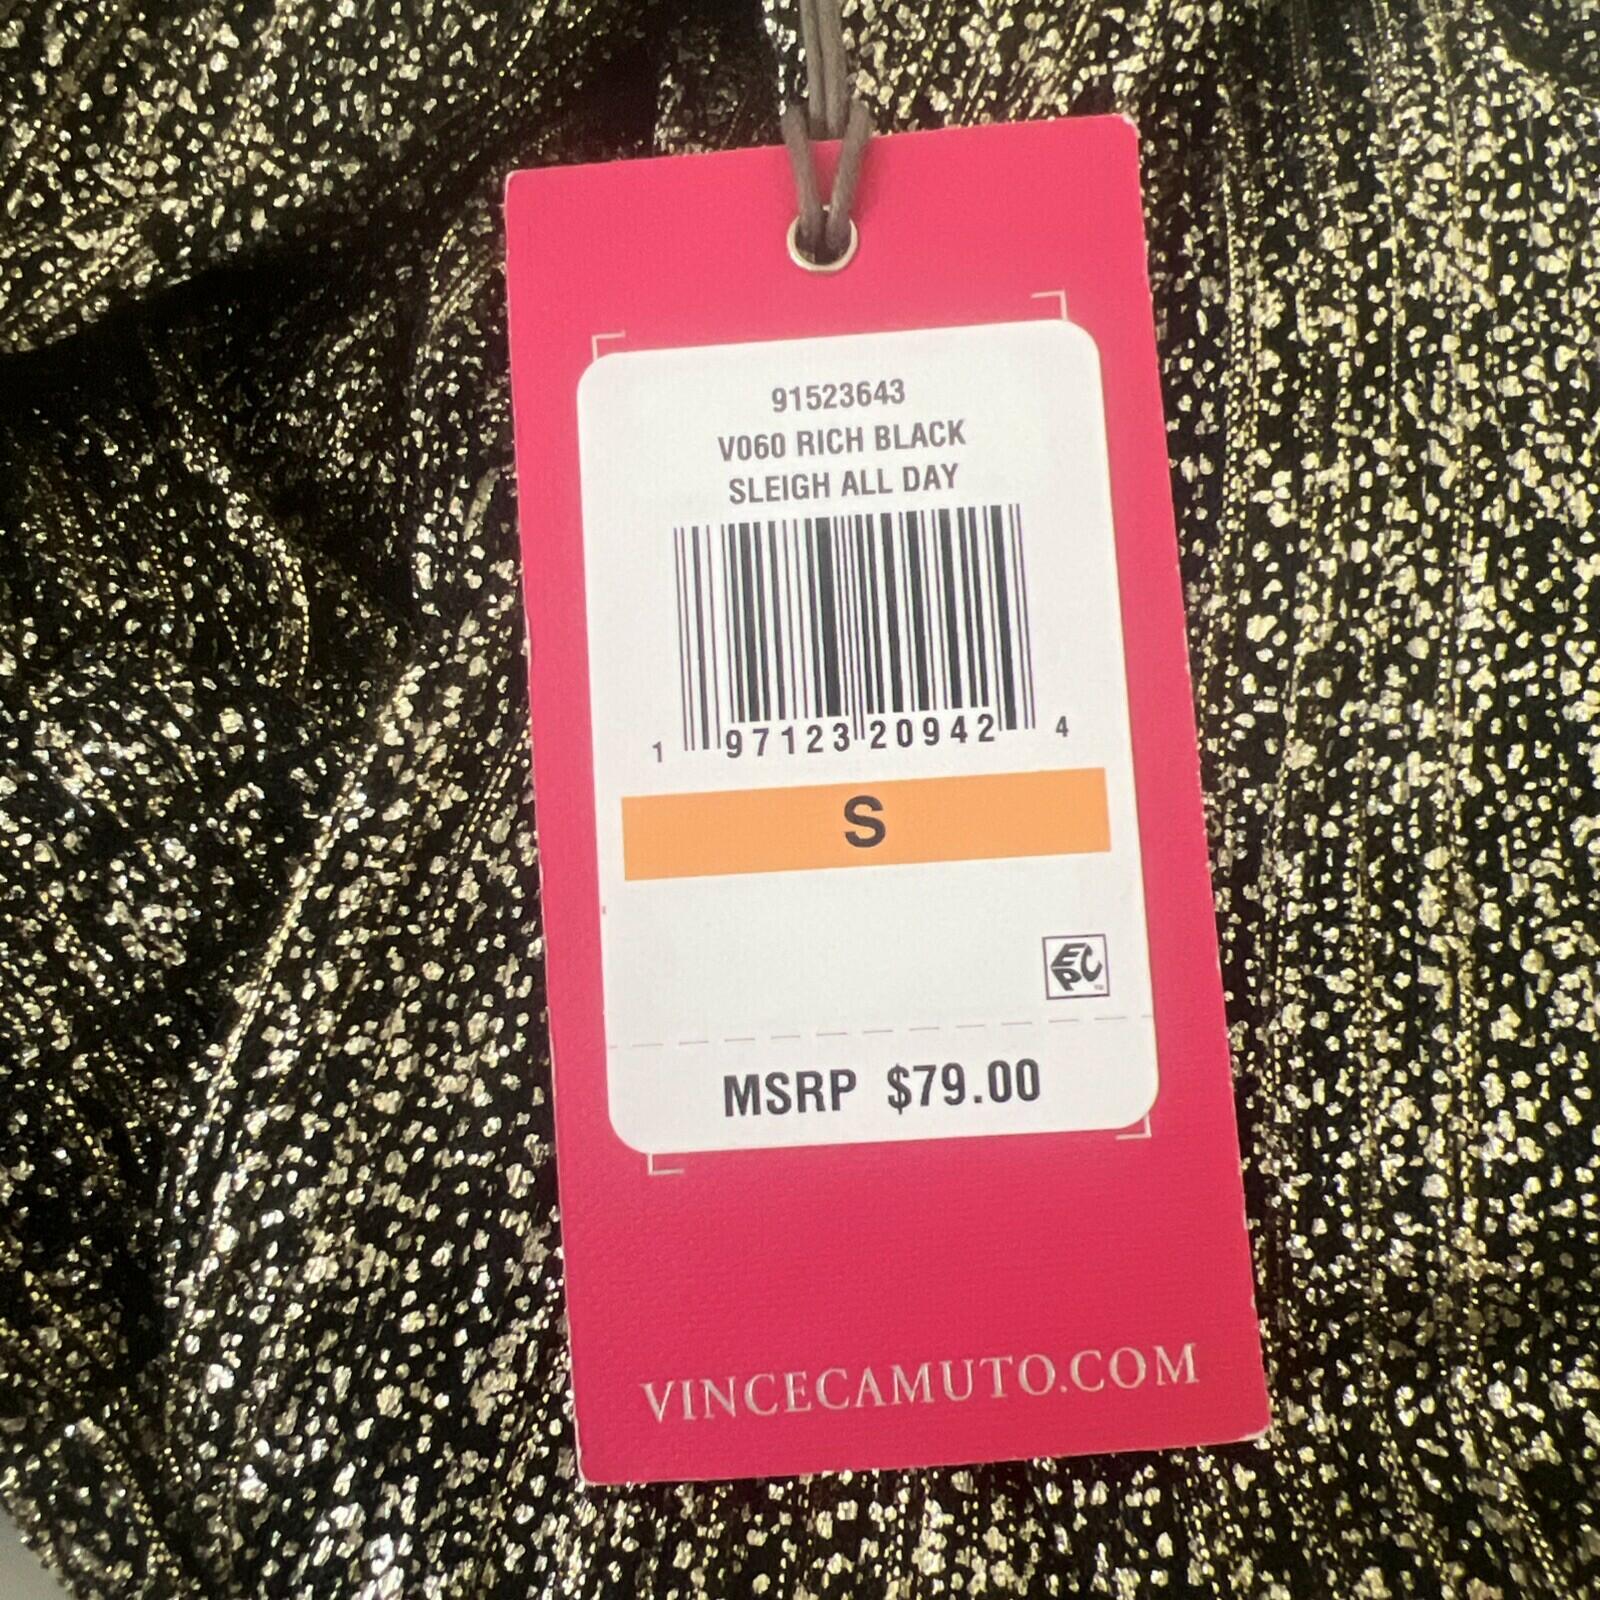 91523643
V060 RICH BLACK
SLEIGH ALL DAY
1 97123 20942 4
S
EPC
MSRP $79.00
VINCECAMUTO.COM